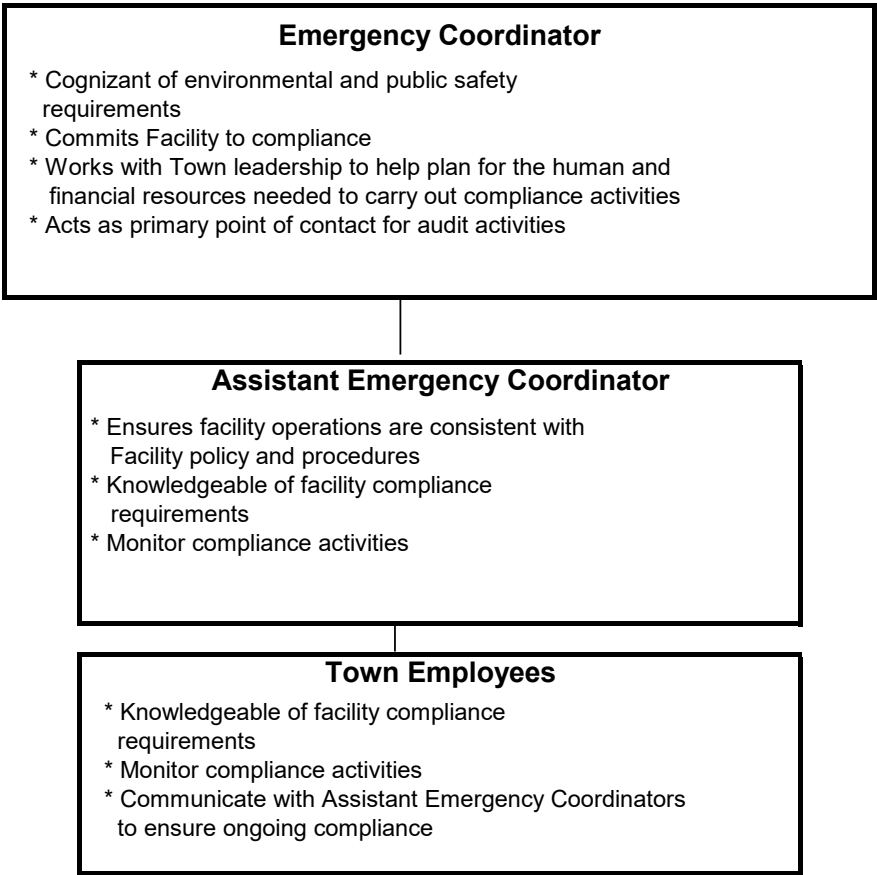 Emergency Coordinator
* Cognizant of environmental and public safety
requirements
* Commits Facility to compliance
* Works with Town leadership to help plan for the human and
financial resources needed to carry out compliance activities
* Acts as primary point of contact for audit activities
Assistant Emergency Coordinator
* Ensures facility operations are consistent with
Facility policy and procedures
* Knowledgeable of facility compliance
requirements
* Monitor compliance activities
Town Employees
* Knowledgeable of facility compliance
requirements
* Monitor compliance activities
* Communicate with Assistant Emergency Coordinators
to ensure ongoing compliance